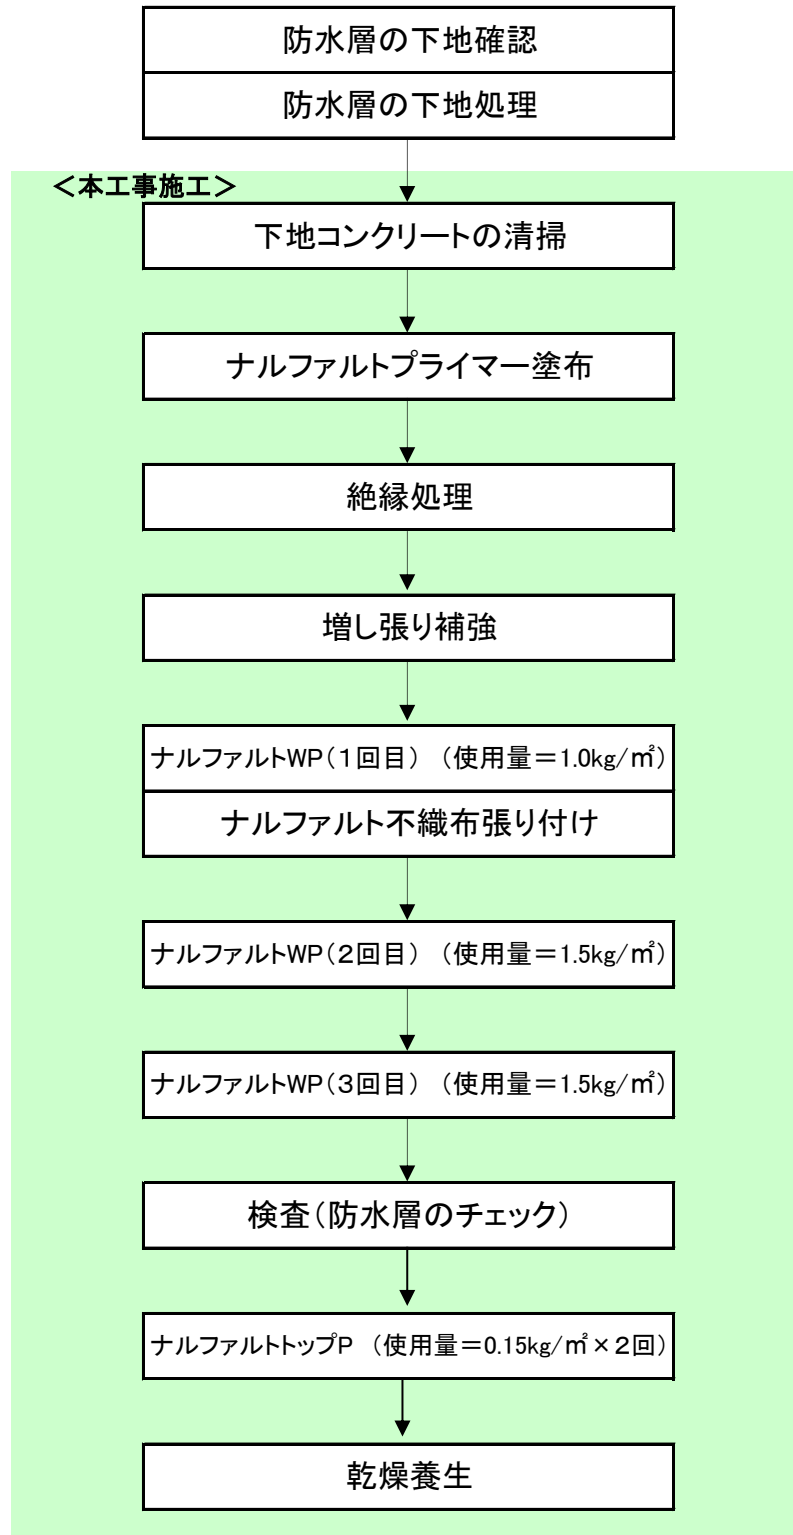 防水層の下地確認
防水層の下地処理
＜本工事施工＞
下地コンクリートの清掃
ナルファルトプライマー塗布
絶縁処理
増し張り補強
ナルファルトWP（１回目）　（使用量＝1.0kg/㎡）
ナルファルト不織布張り付け
ナルファルトWP（２回目）　（使用量＝1.5kg/㎡）
ナルファルトWP（３回目）　（使用量＝1.5kg/㎡）
検査（防水層のチェック）
ナルファルトトップP　（使用量＝0.15kg/㎡×２回）
乾燥養生